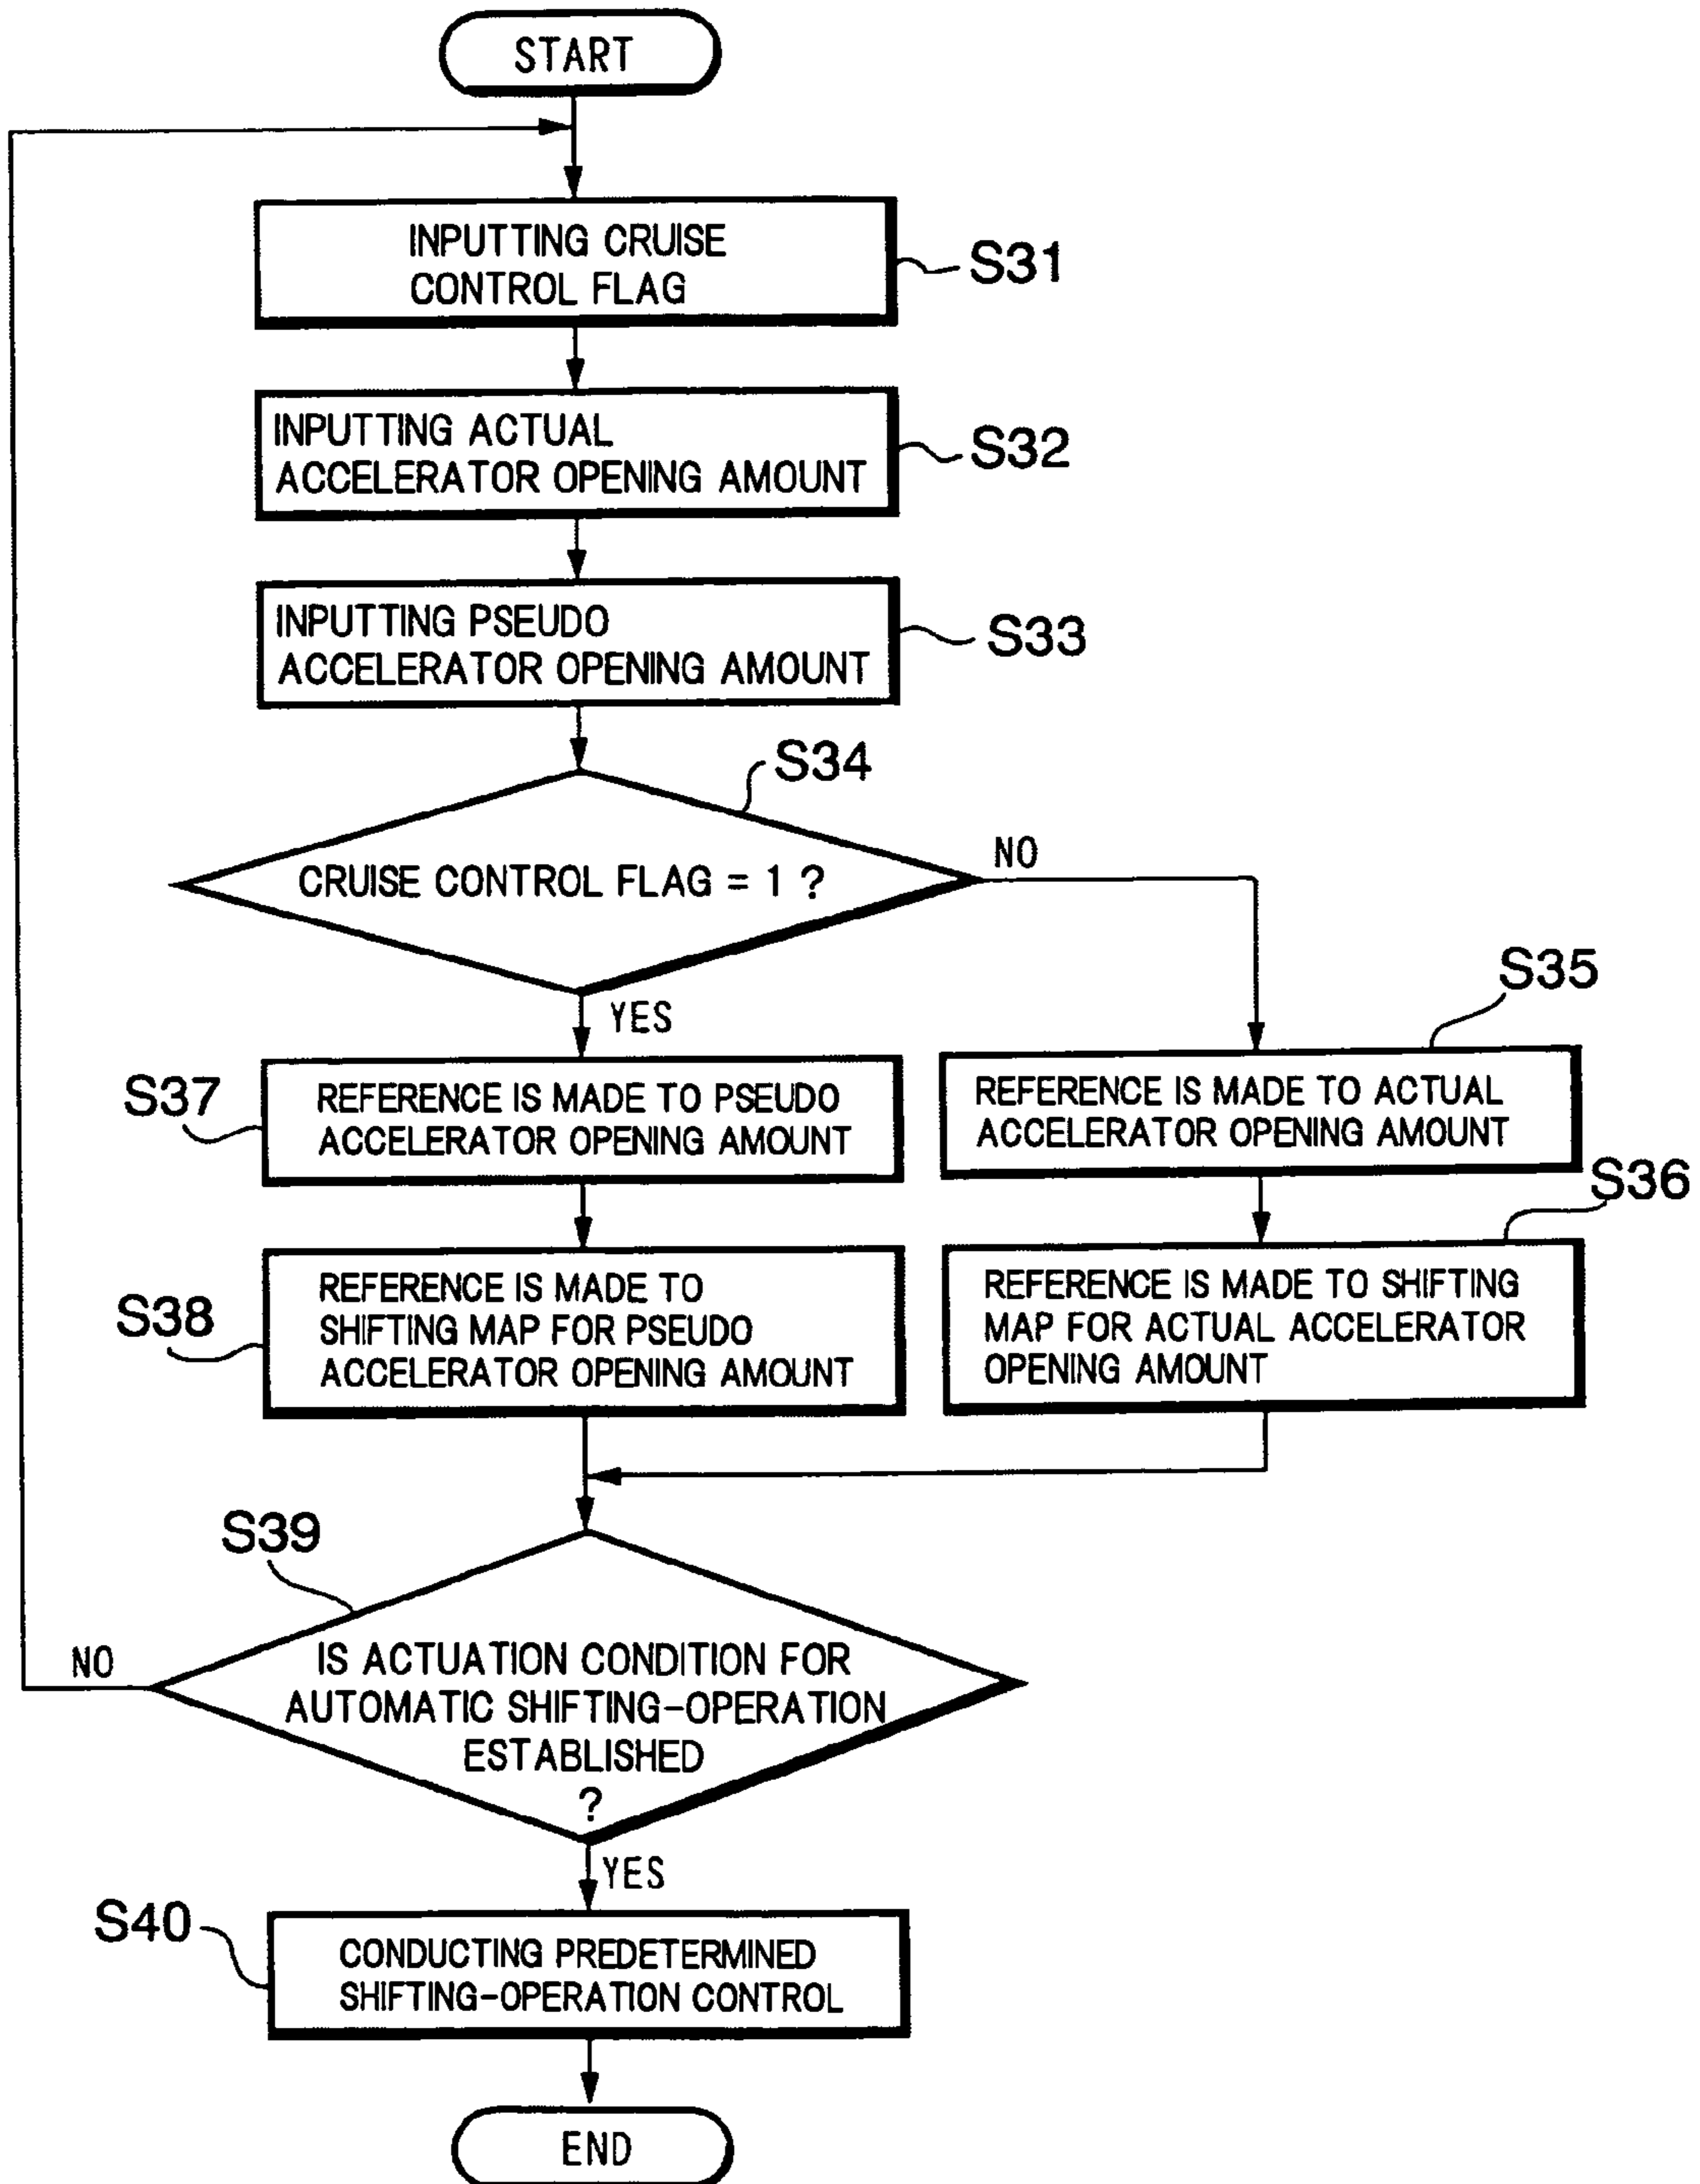 START
INPUTTING CRUISE
CONTROL FLAG
S31
INPUTTING ACTUAL
ACCELERATOR OPENING AMOUNT
S32
INPUTTING PSEUDO
ACCELERATOR OPENING AMOUNT
S33
S34
CRUISE CONTROL FLAG = 1 ?
NO
YES
S35
REFERENCE IS MADE TO ACTUAL
ACCELERATOR OPENING AMOUNT
S36
REFERENCE IS MADE TO SHIFTING
MAP FOR ACTUAL ACCELERATOR
OPENING AMOUNT
S37
REFERENCE IS MADE TO PSEUDO
ACCELERATOR OPENING AMOUNT
S38
REFERENCE IS MADE TO
SHIFTING MAP FOR PSEUDO
ACCELERATOR OPENING AMOUNT
S39
NO
IS ACTUATION CONDITION FOR
AUTOMATIC SHIFTING-OPERATION
ESTABLISHED
?
YES
S40
CONDUCTING PREDETERMINED
SHIFTING-OPERATION CONTROL
END